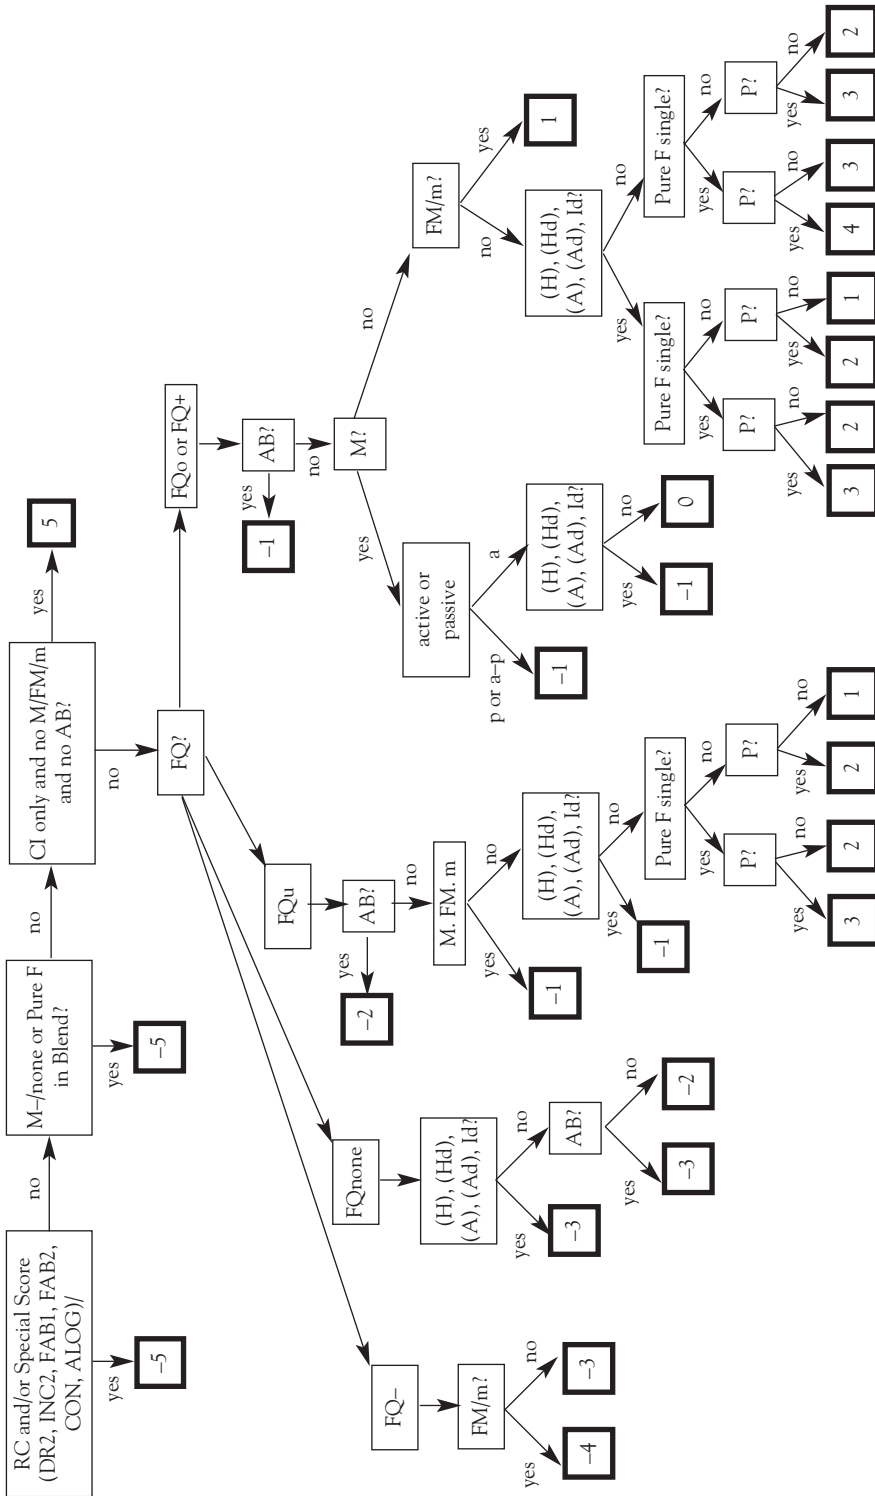 RC and/or Special Score
(DR2, INC2, FAB1, FAB2,
CON, ALOG)/
no
yes
–5
M–/none or Pure F
in Blend?
no
yes
–5
CI only and no M/FM/m
and no AB?
yes
5
no
FQ?
FQ–
FM/m?
yes
no
–4
–3
FQnone
(H), (Hd),
(A), (Ad), Id?
yes
no
–3
AB?
yes
no
–3
–2
FQu
AB?
yes
no
–2
M. FM. m
yes
no
–1
(H), (Hd),
(A), (Ad), Id?
yes
no
–1
Pure F single?
yes
no
P?
P?
yes
no
yes
no
3
2
2
1
FQo or FQ+
AB?
yes
no
–1
M?
yes
no
active or
passive
p or a–p
a
–1
(H), (Hd),
(A), (Ad), Id?
yes
no
–1
0
FM/m?
no
yes
1
(H), (Hd),
(A), (Ad), Id?
yes
no
Pure F single?
Pure F single?
yes
no
yes
no
P?
P?
P?
P?
yes
no
yes
no
yes
no
yes
no
3
2
2
1
4
3
3
2